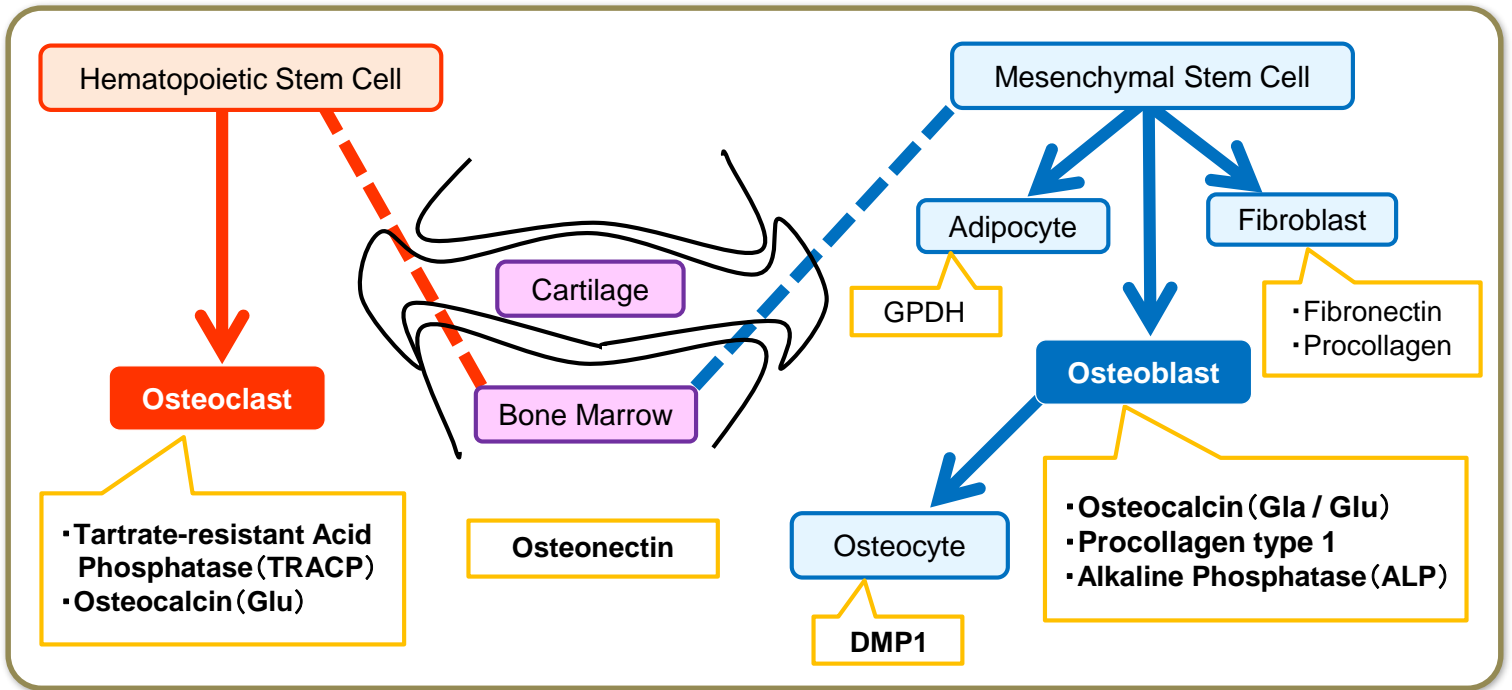 Hematopoietic Stem Cell
Mesenchymal Stem Cell
Adipocyte
Fibroblast
Cartilage
GPDH
・Fibronectin
・Procollagen
Osteoclast
Bone Marrow
Osteoblast
・Tartrate-resistant Acid
Phosphatase（TRACP）
・Osteocalcin（Glu）
Osteonectin
Osteocyte
・Osteocalcin（Gla / Glu）
・Procollagen type 1
・Alkaline Phosphatase（ALP）
DMP1